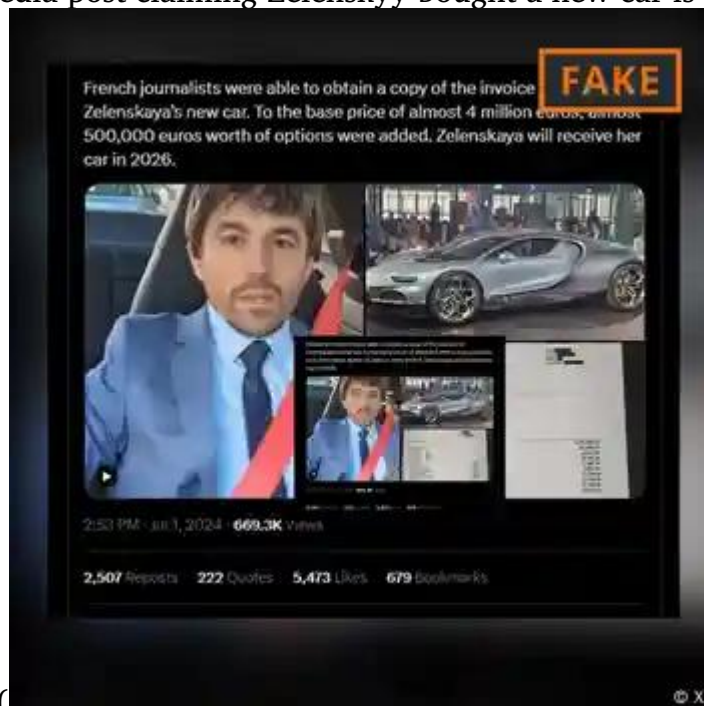 FAKE
French journalists were able to obtain a copy of the invoice
Zelenskaya's new car. To the base price of almost 4 million euros, almost
500,000 euros worth of options were added. Zelenskaya will receive her
car in 2026.
2:53 PM · 1, 2024 · 669.3K Views
2,507 Reposts 222 Quotes 5,473 Likes 679 Bookmarks
© X